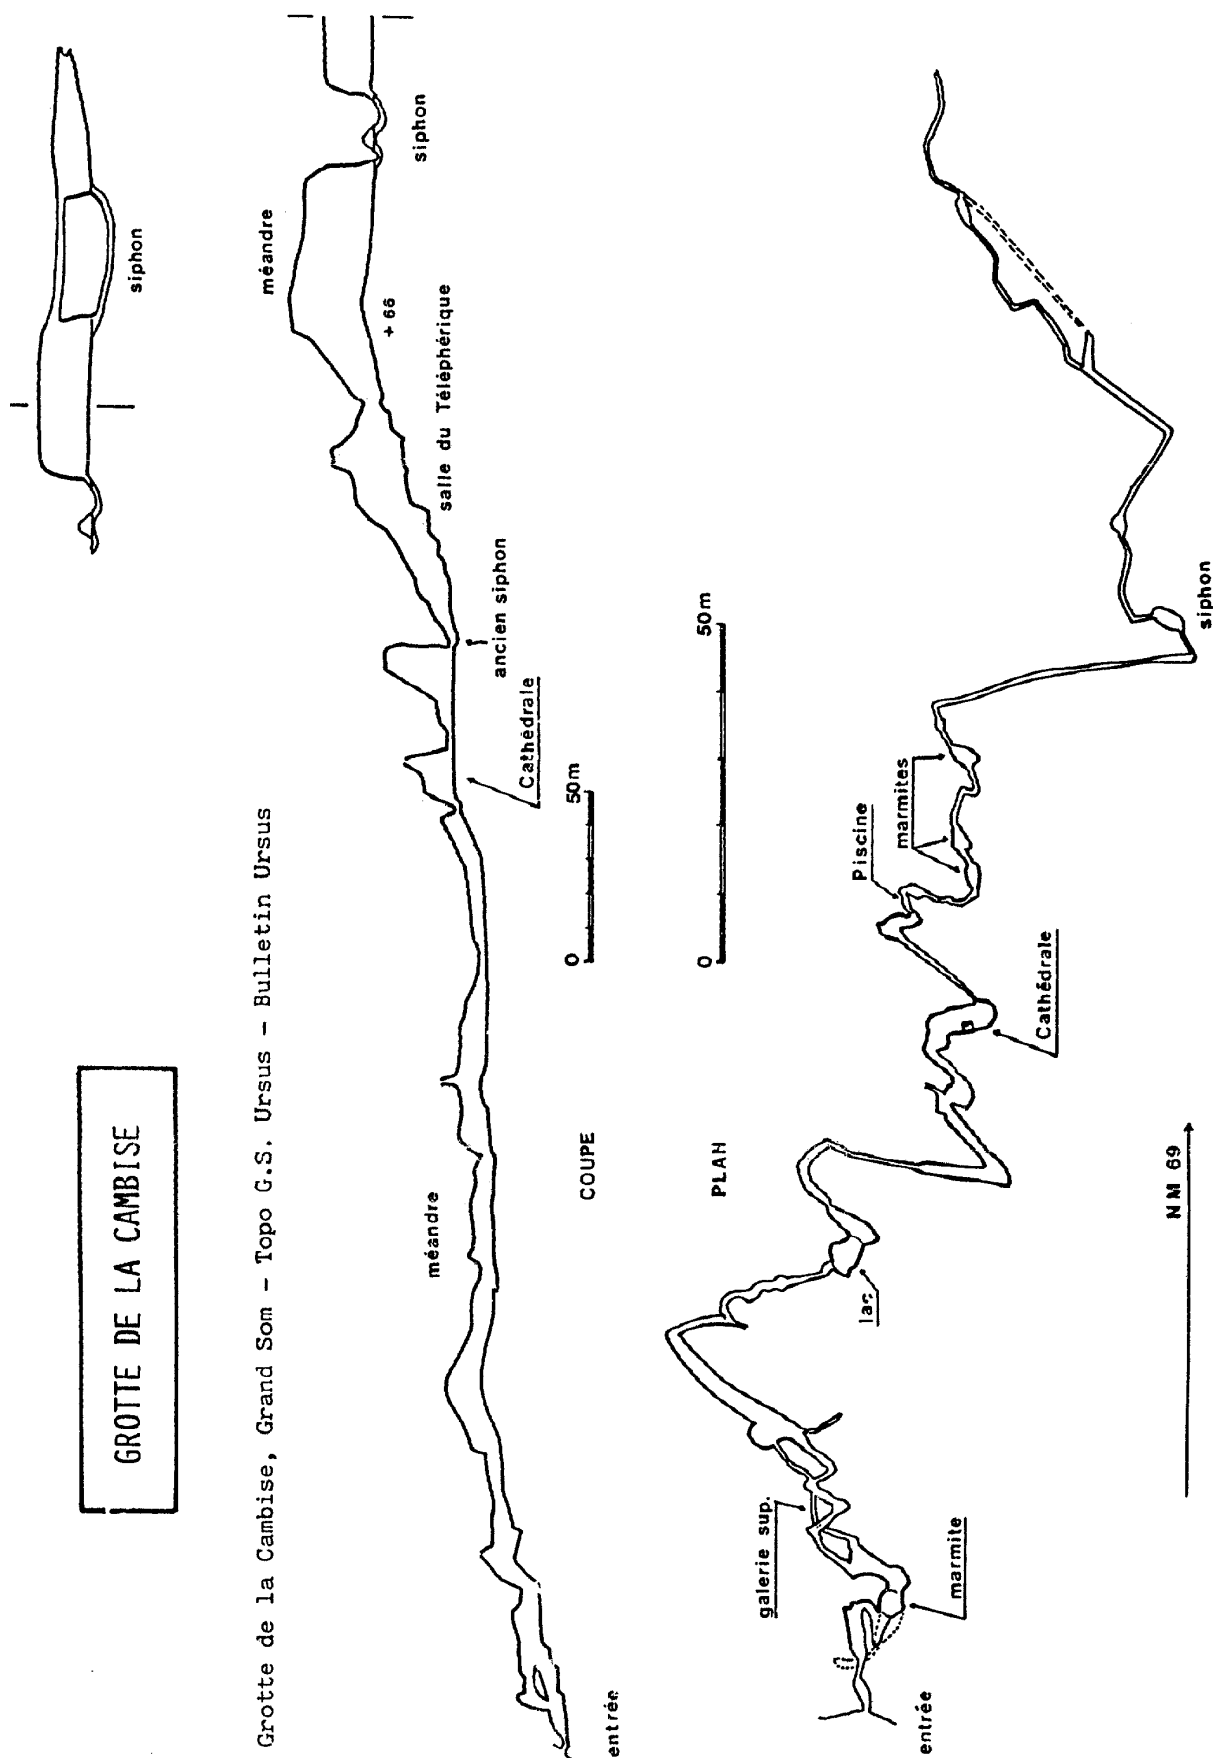 GROTTE DE LA CAMBISE
Grotte de la Cambise, Grand Som - Topo G.S. Ursus - Bulletin Ursus
siphon
méandre
siphon
+ 66
salle du Téléphérique
ancien siphon
Cathédrale
méandre
entrée
0
50m
COUPE
PLAN
0
50m
galerie sup.
lac
Piscine
marmites
Cathédrale
siphon
marmite
entrée
NM 69